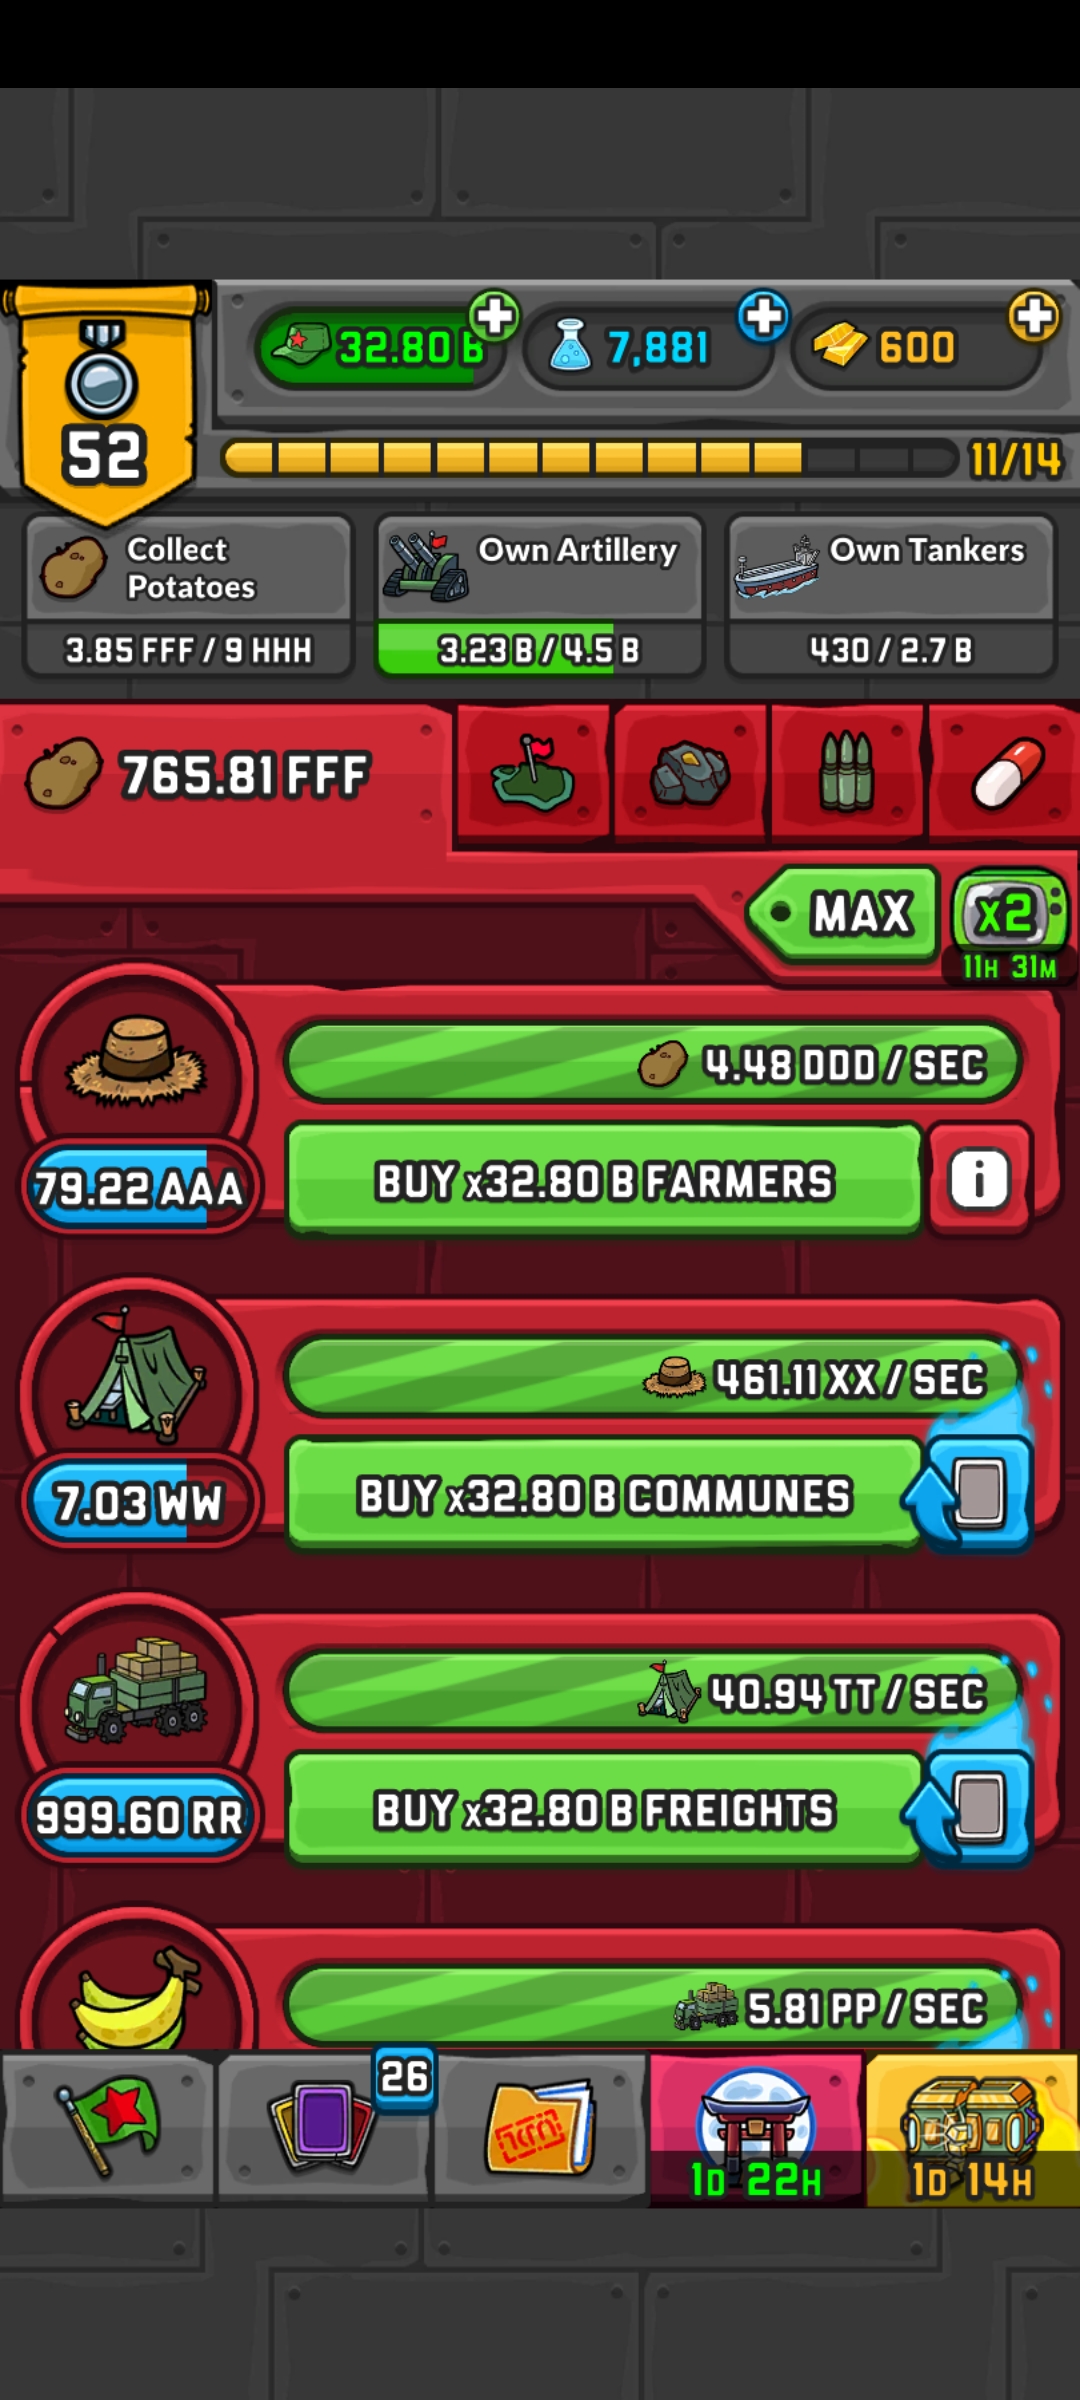 32.80 B
7,881
600
52
11/14
Collect
Potatoes
3.85 FFF / 9 HHH
Own Artillery
3.23 B / 4.5 B
Own Tankers
430 / 2.7 B
765.81 FFF
MAX
x2
11H 31M
4.48 DDD / SEC
79.22 AAA
BUY x32.80 B FARMERS
i
461.11 XX / SEC
7.03 WW
BUY x32.80 B COMMUNES
40.94 TT / SEC
999.60 RR
BUY x32.80 B FREIGHTS
5.81 PP / SEC
26
1D 22H
1D 14H